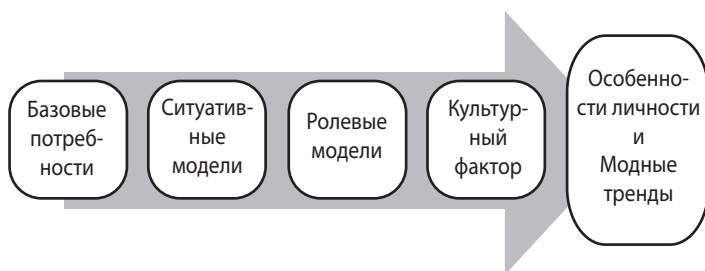 Базовые
потреб-
ности
Ситуатив-
ные
модели
Ролевые
модели
Культур-
ный
фактор
Особенно-
сти личности
и
Модные
тренды